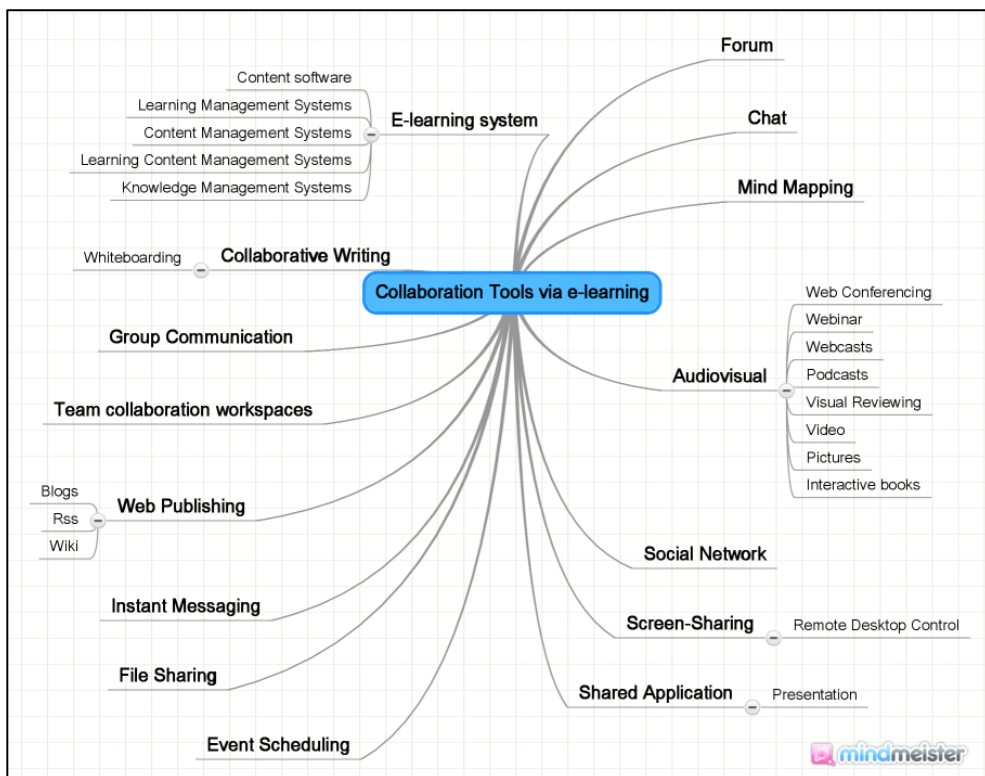 Collaboration Tools via e-learning
Forum
Chat
Mind Mapping
Audiovisual
Web Conferencing
Webinar
Webcasts
Podcasts
Visual Reviewing
Video
Pictures
Interactive books
Social Network
Screen-Sharing
Remote Desktop Control
Shared Application
Presentation
E-learning system
Content software
Learning Management Systems
Content Management Systems
Learning Content Management Systems
Knowledge Management Systems
Collaborative Writing
Whiteboarding
Group Communication
Team collaboration workspaces
Web Publishing
Blogs
Rss
Wiki
Instant Messaging
File Sharing
Event Scheduling
mindmeister